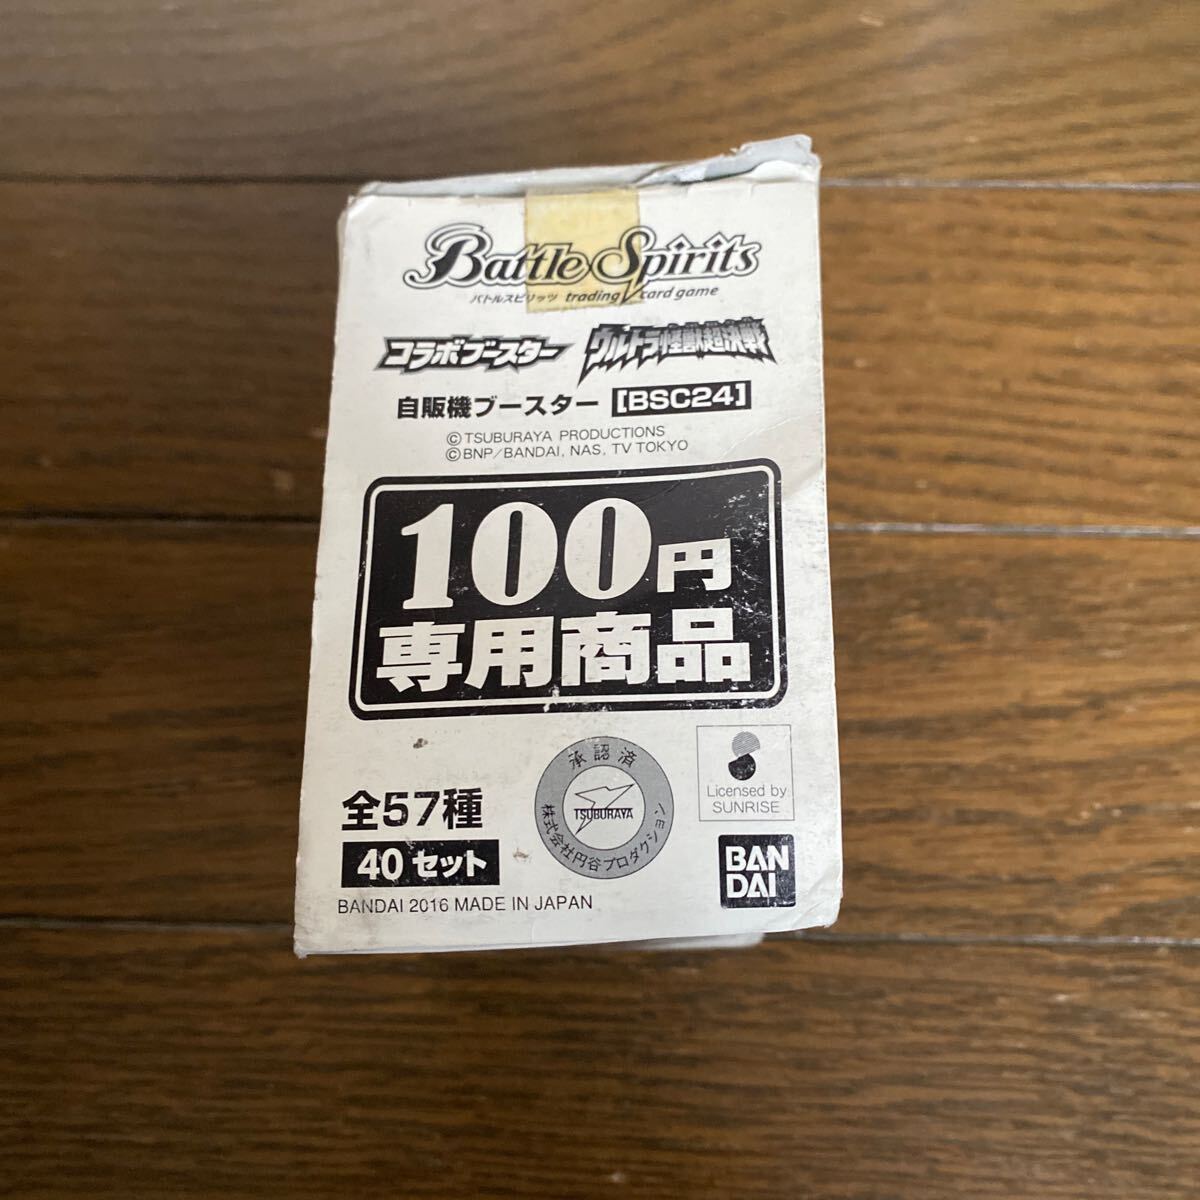 Battle Spirits
バトルスピリッツ trading card game
コラボブースター ウルトラ怪獣超決戦
自販機ブースター [BSC24]
©TSUBURAYA PRODUCTIONS
©BNP/BANDAI, NAS, TV TOKYO
100円
専用商品
承認済
TSUBURAYA
株式会社円谷プロダクション
Licensed by
SUNRISE
全57種
40セット
BAN
DAI
BANDAI 2016 MADE IN JAPAN